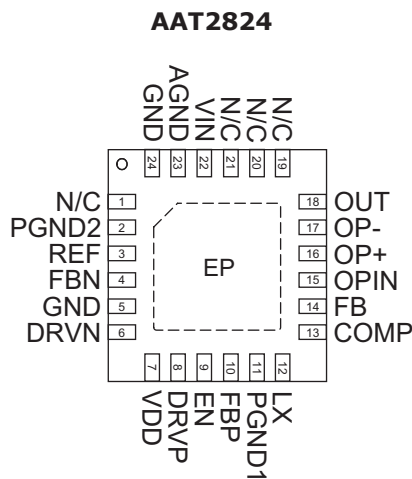 AAT2824
GND
AGND
VIN
N/C
N/C
N/C
24
23
22
21
20
19
N/C 1
PGND2 2
REF 3
FBN 4
GND 5
DRVN 6
EP
18 OUT
17 OP-
16 OP+
15 OPIN
14 FB
13 COMP
7
8
9
10
11
12
VDD
DRVP
EN
FBP
PGND1
LX